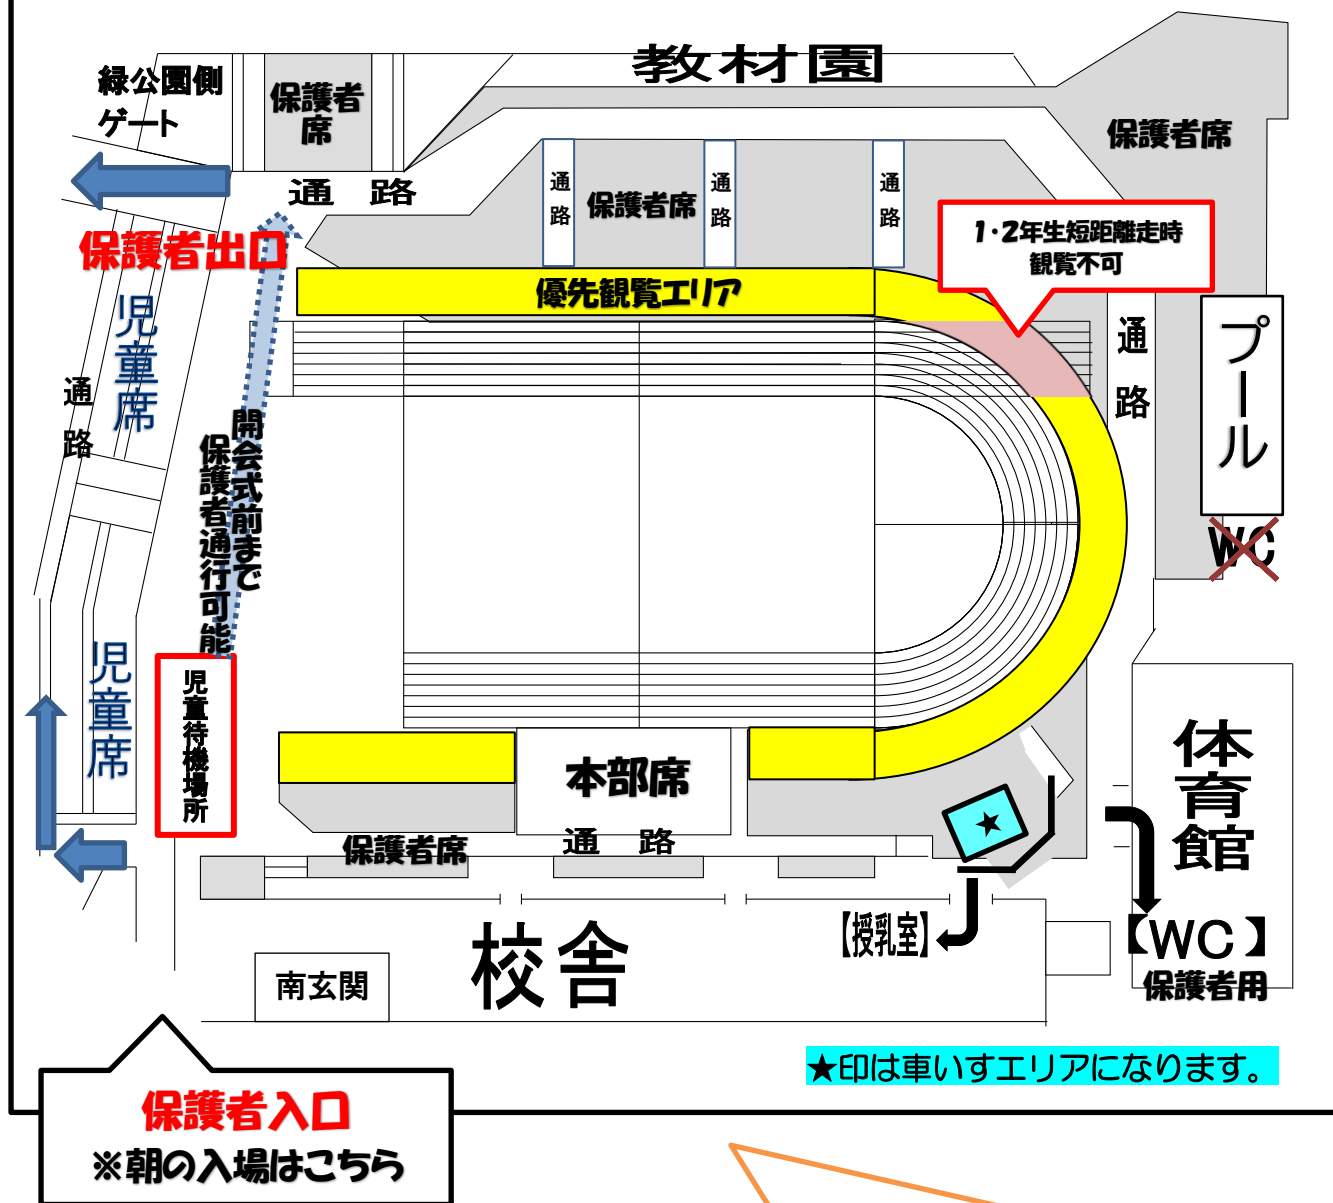 教材園
緑公園側
ゲート
保護者
席
保護者席
通路
通路
保護者席
通路
通路
1・2年生短距離走時
観覧不可
保護者出口
優先観覧エリア
児童席
通路
開会式前まで
保護者通行可能
通路
プール
WC
児童席
児童待機場所
本部席
通路
保護者席
体育館
★
【授乳室】
【WC】
保護者用
校舎
南玄関
★印は車いすエリアになります。
保護者入口
※朝の入場はこちら